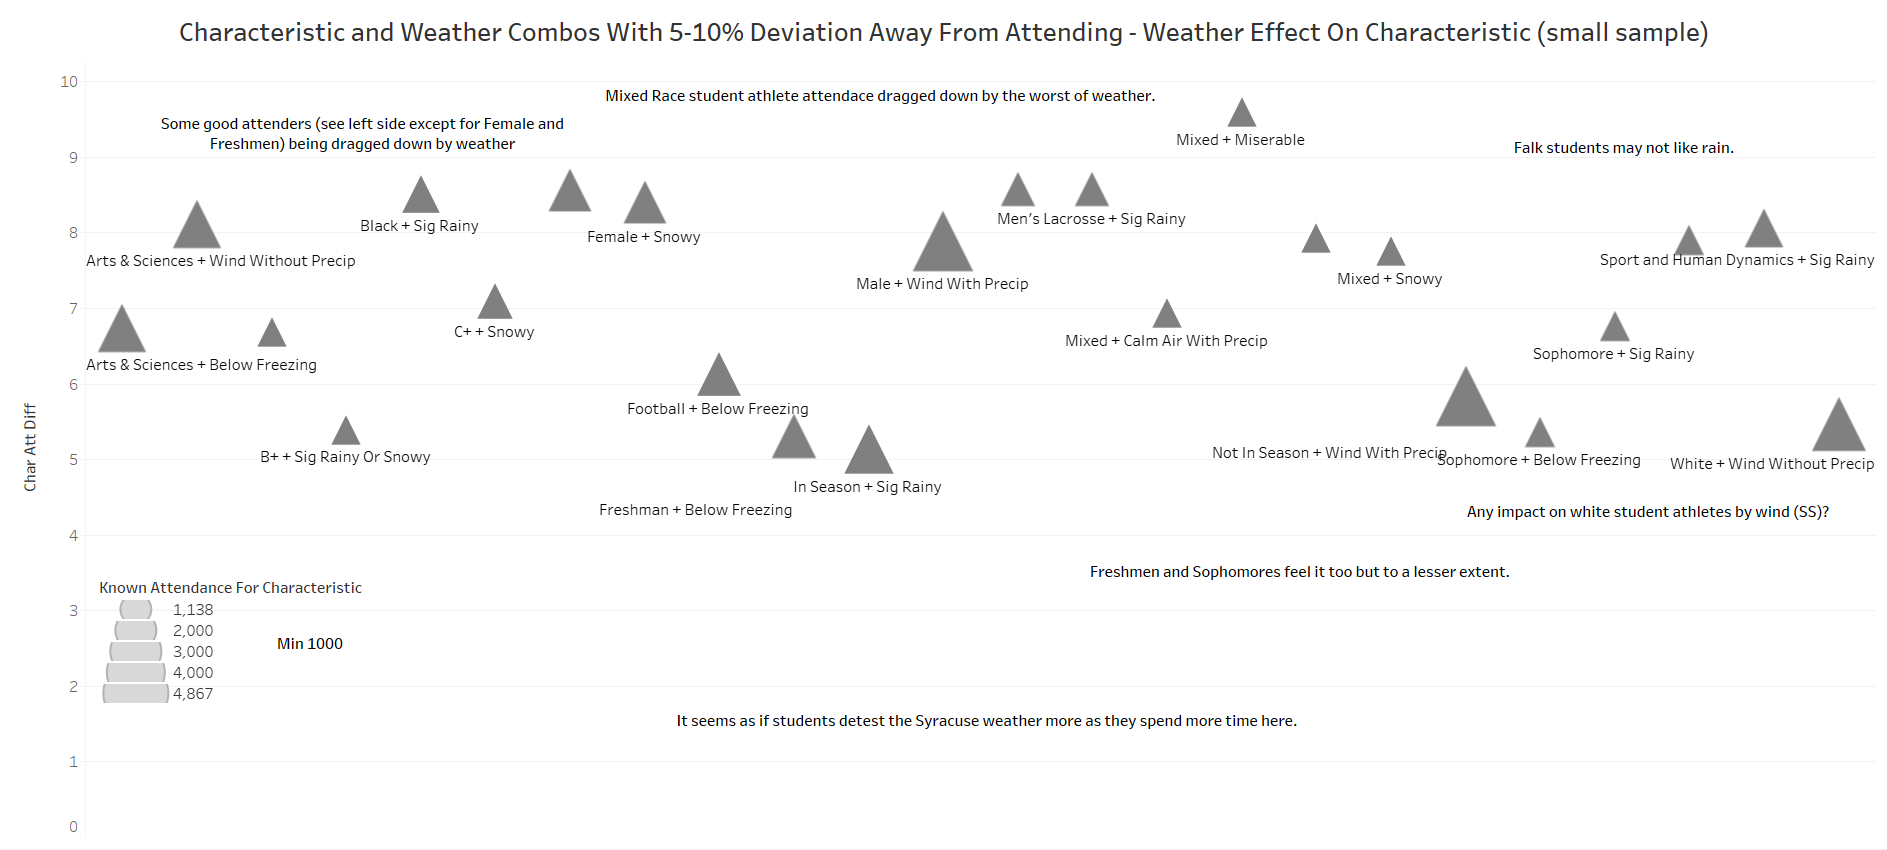 Characteristic and Weather Combos With 5-10% Deviation Away From Attending - Weather Effect On Characteristic (small sample)
10
Mixed Race student athlete attendace dragged down by the worst of weather.
Some good attenders (see left side except for Female and
Freshmen) being dragged down by weather
Mixed + Miserable
Falk students may not like rain.
9
Men's Lacrosse + Sig Rainy
Black + Sig Rainy
8
Female + Snowy
Arts & Sciences + Wind Without Precip
Sport and Human Dynamics + Sig Rainy
Mixed + Snowy
Male + Wind With Precip
7
C+ + Snowy
Mixed + Calm Air With Precip
Sophomore + Sig Rainy
Arts & Sciences + Below Freezing
6
Football + Below Freezing
Char Att Diff
Not In Season + Wind With Precip
B+ + Sig Rainy Or Snowy
5
Sophomore + Below Freezing
White + Wind Without Precip
In Season + Sig Rainy
Freshman + Below Freezing
Any impact on white student athletes by wind (SS)?
4
Freshmen and Sophomores feel it too but to a lesser extent.
Known Attendance For Characteristic
3
1,138
2,000
Min 1000
3,000
4,000
2
4,867
It seems as if students detest the Syracuse weather more as they spend more time here.
1
0